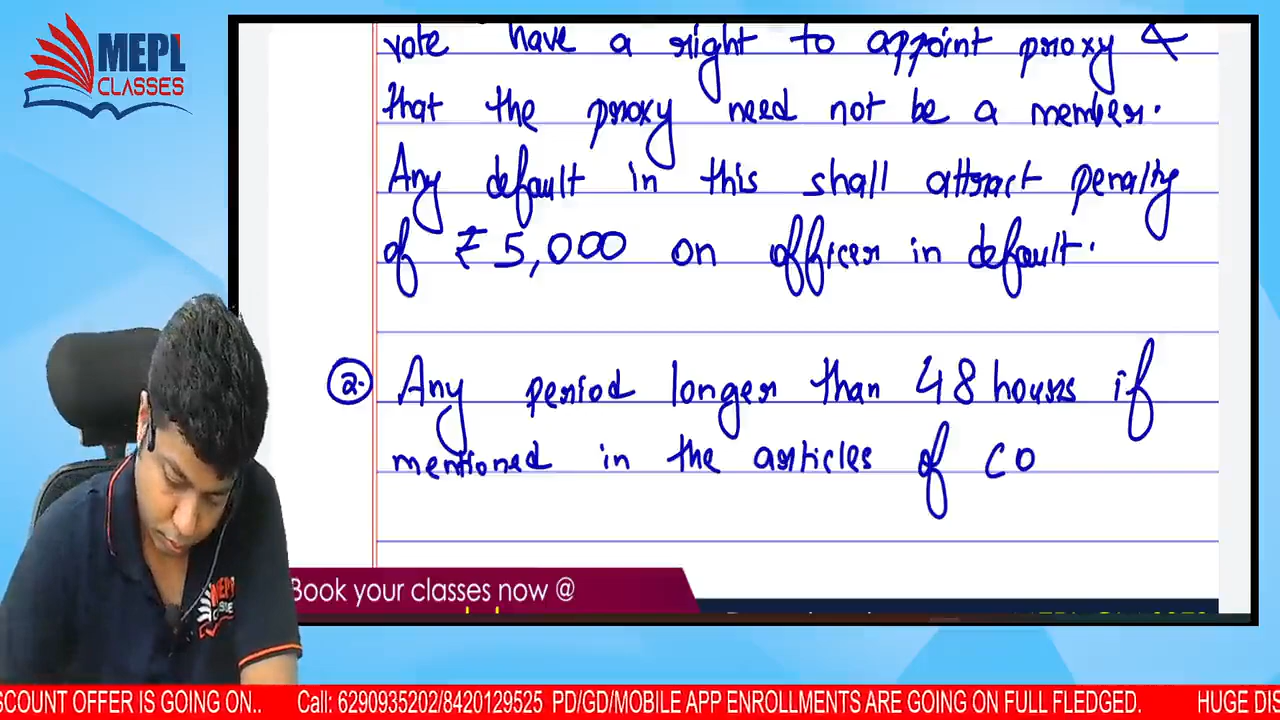 MEPL
CLASSES
vote have a right to appoint proxy &
that the proxy need not be a member.
Any default in this shall attract penalty
of ₹ 5,000 on officer in default.
2. Any period longer than 48 hours if
mentioned in the articles of co
MEPL
Book your classes now @
SCOUNT OFFER IS GOING ON.. Call: 6290935202/8420129525 PD/GD/MOBILE APP ENROLLMENTS ARE GOING ON FULL FLEDGED. HUGE DIS